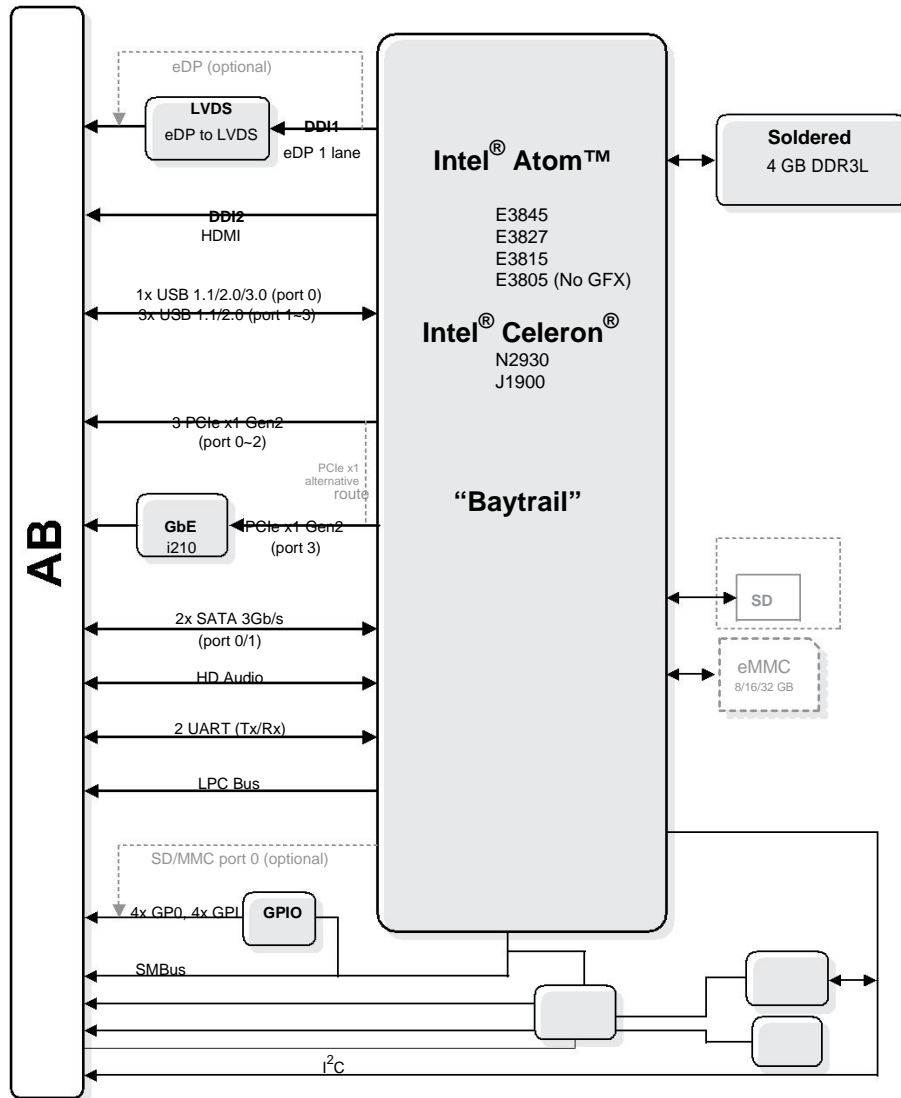 eDP (optional)
LVDS
eDP to LVDS
DDI1
eDP 1 lane
DDI2
HDMI
1x USB 1.1/2.0/3.0 (port 0)
3x USB 1.1/2.0 (port 1~3)
3 PCIe x1 Gen2
(port 0~2)
PCIe x1
alternative
route
GbE
i210
PCIe x1 Gen2
(port 3)
AB
2x SATA 3Gb/s
(port 0/1)
HD Audio
2 UART (Tx/Rx)
LPC Bus
SD/MMC port 0 (optional)
4x GP0, 4x GPI
GPIO
SMBus
I²C
Intel® Atom™
E3845
E3827
E3815
E3805 (No GFX)
Intel® Celeron®
N2930
J1900
“Baytrail”
Soldered
4 GB DDR3L
SD
eMMC
8/16/32 GB